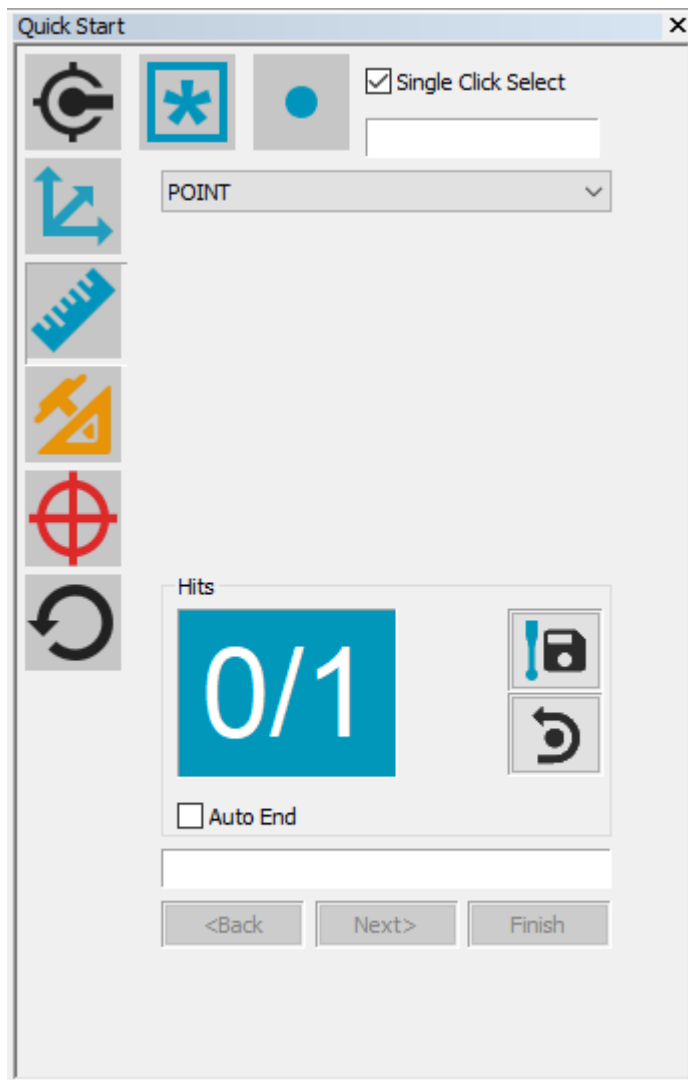 Quick Start
Single Click Select
POINT
Hits
0/1
Auto End
<Back Next> Finish